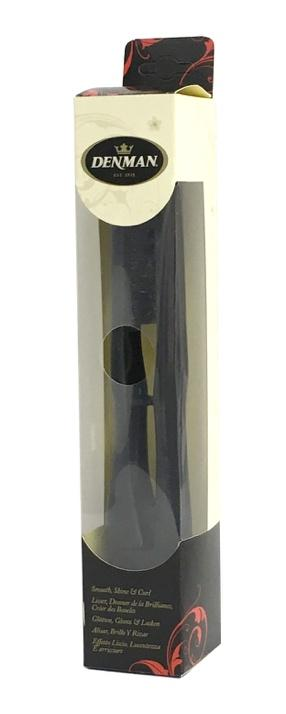 DENMAN
EST. 1938
Smooth, Shine & Curl
Lisser, Donner de la Brilliance,
Créer des Boucles
Glätten, Glanz & Locken
Alisar, Brillo Y Rizar
Effetto Liscio, Lucentezza
E arricciare